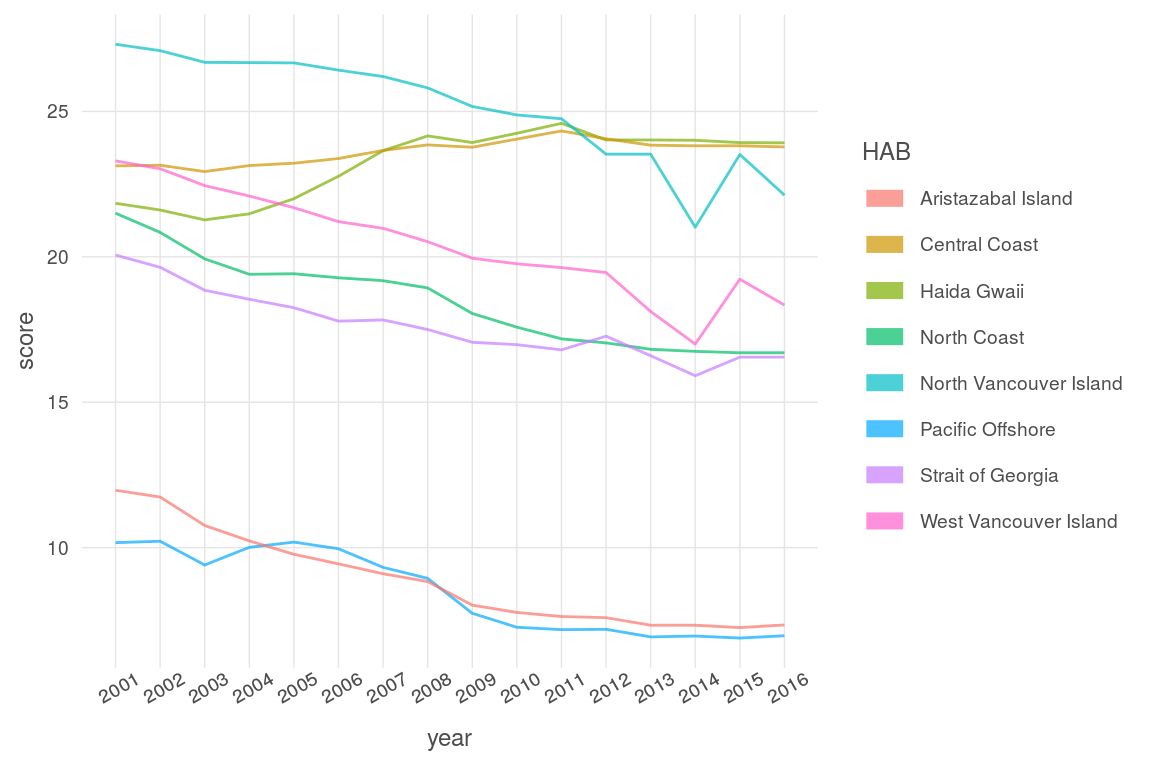 score
25
20
15
10
2001 2002 2003 2004 2005 2006 2007 2008 2009 2010 2011 2012 2013 2014 2015 2016
year
HAB
Aristazabal Island
Central Coast
Haida Gwaii
North Coast
North Vancouver Island
Pacific Offshore
Strait of Georgia
West Vancouver Island